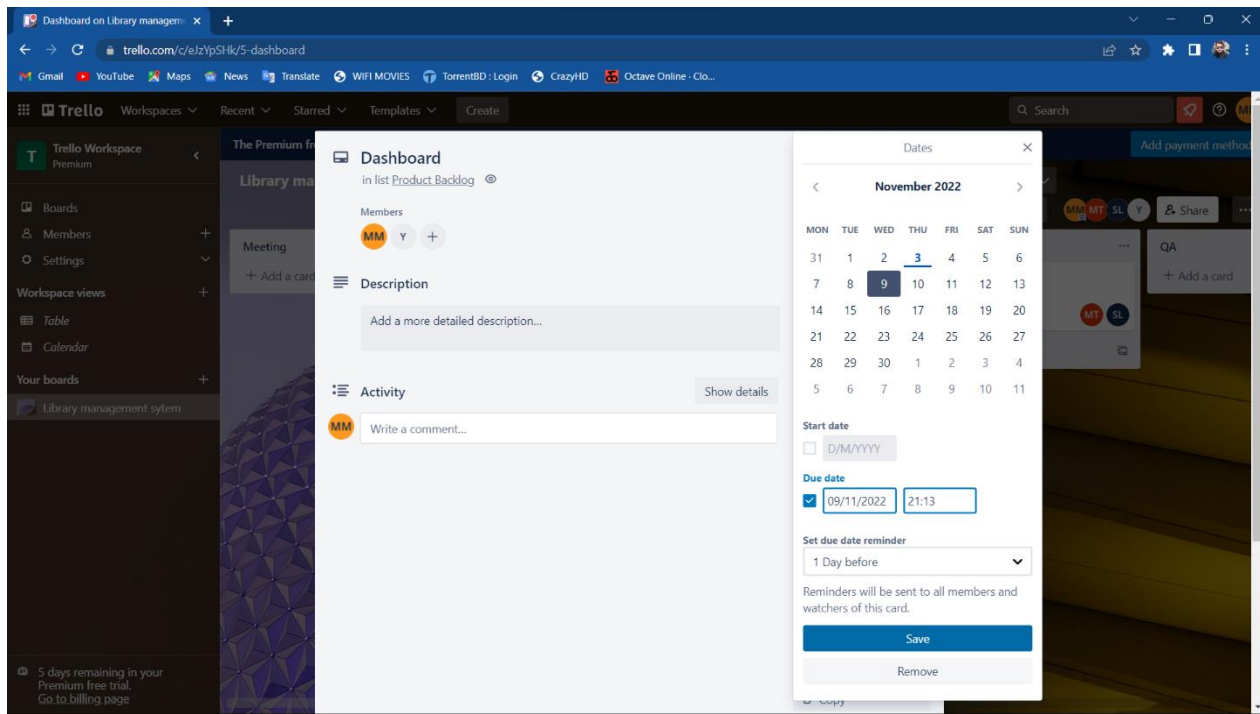 Dashboard on Library managem
trello.com/c/eJzYpSHk/5-dashboard
Gmail YouTube Maps News Translate WIFI MOVIES TorrentBD : Login CrazyHD Octave Online · Clo...
Trello Workspaces Recent Starred Templates Create Search
T Trello Workspace
Premium
Boards
Members
Settings
Workspace views
Table
Calendar
Your boards
Library management sytem
5 days remaining in your
Premium free trial.
Go to billing page
The Premium fr
Add payment method
Library ma
MM MT SL Y Share
Meeting
+ Add a card
QA
+ Add a card
MT SL
Dashboard
in list Product Backlog
Members
MM Y +
Description
Add a more detailed description...
Activity Show details
MM Write a comment...
Dates
November 2022
MON TUE WED THU FRI SAT SUN
31 1 2 3 4 5 6
7 8 9 10 11 12 13
14 15 16 17 18 19 20
21 22 23 24 25 26 27
28 29 30 1 2 3 4
5 6 7 8 9 10 11
Start date
D/M/YYYY
Due date
09/11/2022 21:13
Set due date reminder
1 Day before
Reminders will be sent to all members and
watchers of this card.
Save
Remove
Copy